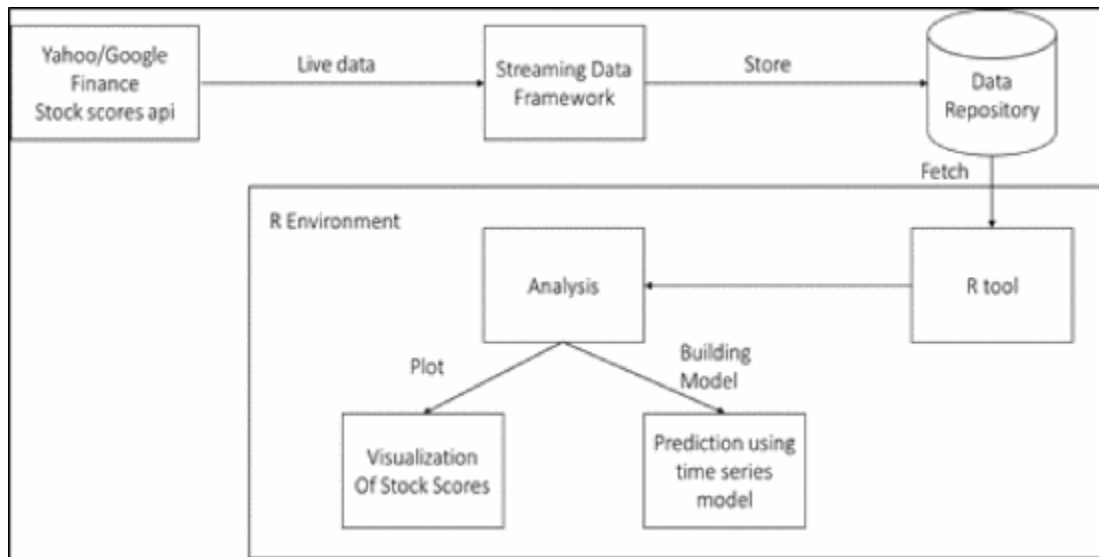 Yahoo/Google
Finance
Stock scores api
Live data
Streaming Data
Framework
Store
Data
Repository
Fetch
R Environment
Analysis
R tool
Plot
Building
Model
Visualization
Of Stock Scores
Prediction using
time series
model